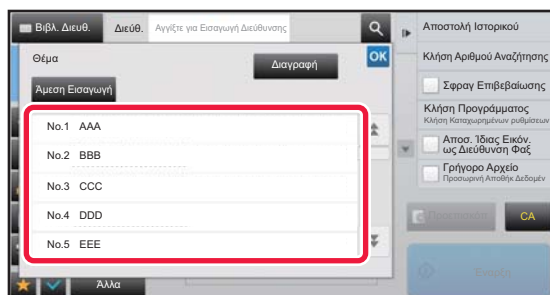 Βιβλ. Διευθ.
Διεύθ.
Αγγίξτε για Εισαγωγή Διεύθυνσης
Θέμα
Διαγραφή
OK
Άμεση Εισαγωγή
No.1 AAA
No.2 BBB
No.3 CCC
No.4 DDD
No.5 EEE
Άλλα
Αποστολή Ιστορικού
Κλήση Αριθμού Αναζήτησης
Σφραγ Επιβεβαίωσης
Κλήση Προγράμματος
Κλήση Καταχωρημένων ρυθμίσεων
Αποσ. Ίδιας Εικόν.
ως Διεύθυνση Φαξ
Γρήγορο Αρχείο
Προσωρινή Αποθήκ Δεδομέν
CA
Έναρξη